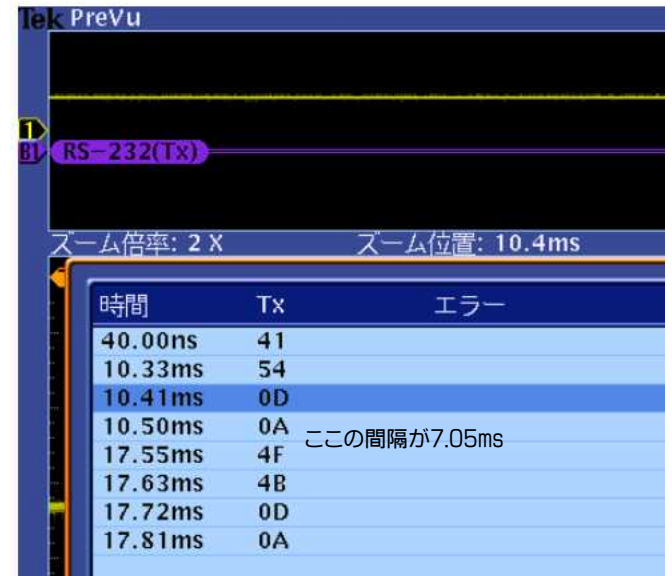 Tek PreVu
1
B1 RS-232(Tx)
ズーム倍率: 2 X ズーム位置: 10.4ms
時間 Tx エラー
40.00ns 41
10.33ms 54
10.41ms 0D
10.50ms 0A
ここの間隔が7.05ms
17.55ms 4F
17.63ms 4B
17.72ms 0D
17.81ms 0A